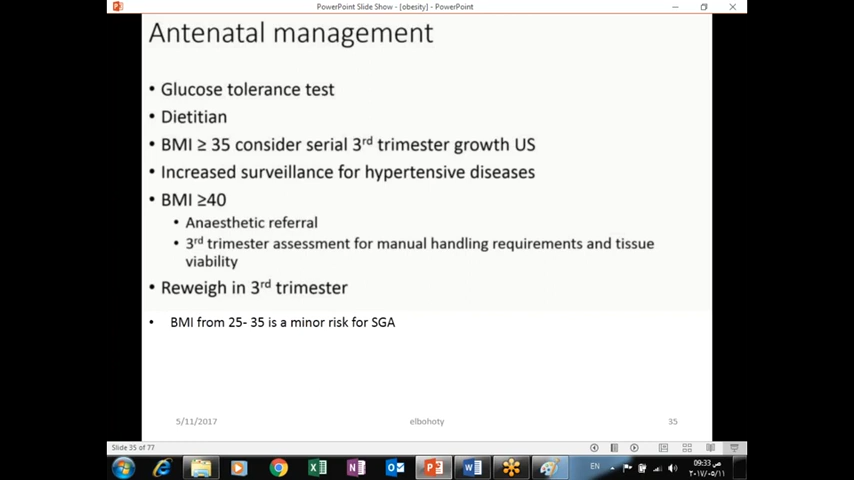 PowerPoint Slide Show - [obesity] - PowerPoint
Antenatal management
• Glucose tolerance test
• Dietitian
• BMI ≥ 35 consider serial 3rd trimester growth US
• Increased surveillance for hypertensive diseases
• BMI ≥40
• Anaesthetic referral
• 3rd trimester assessment for manual handling requirements and tissue
viability
• Reweigh in 3rd trimester
• BMI from 25- 35 is a minor risk for SGA
5/11/2017 elbohoty 35
Slide 35 of 77
EN
09:33 ص
٢٠١٧/٠٥/١١